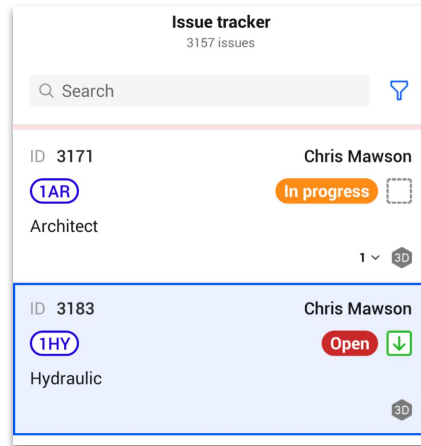 Issue tracker
3157 issues
Search
ID 3171 Chris Mawson
1AR In progress
Architect
1 3D
ID 3183 Chris Mawson
1HY Open
Hydraulic
3D